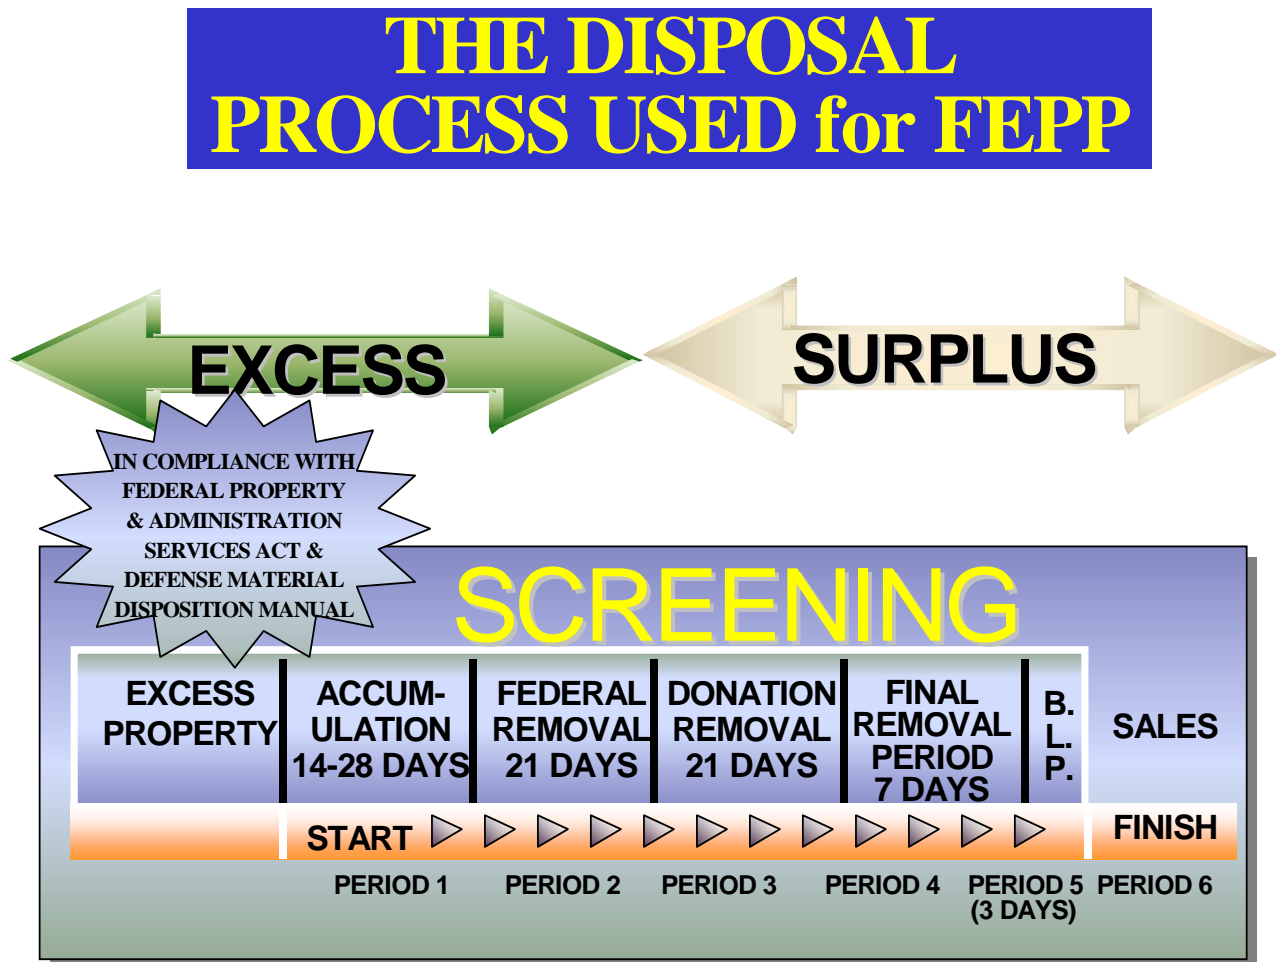 THE DISPOSAL
PROCESS USED for FEPP
EXCESS
SURPLUS
IN COMPLIANCE WITH
FEDERAL PROPERTY
& ADMINISTRATION
SERVICES ACT &
DEFENSE MATERIAL
DISPOSITION MANUAL
SCREENING
EXCESS
PROPERTY
ACCUM-
ULATION
14-28 DAYS
FEDERAL
REMOVAL
21 DAYS
DONATION
REMOVAL
21 DAYS
FINAL
REMOVAL
PERIOD
7 DAYS
B.
L.
P.
SALES
START
FINISH
PERIOD 1
PERIOD 2
PERIOD 3
PERIOD 4
PERIOD 5
(3 DAYS)
PERIOD 6